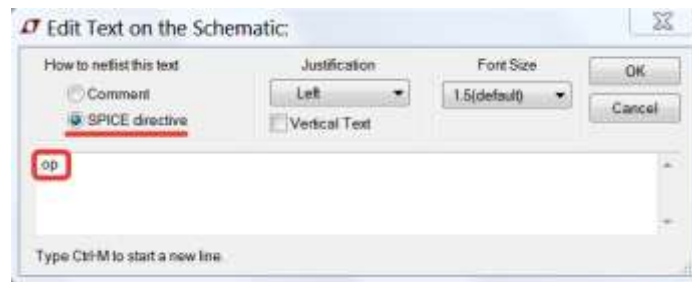 Edit Text on the Schematic:
How to netlist this text
Justification
Font Size
Comment
SPICE directive
Left
Vertical Text
1.5(default)
OK
Cancel
op
Type Ctrl-M to start a new line.